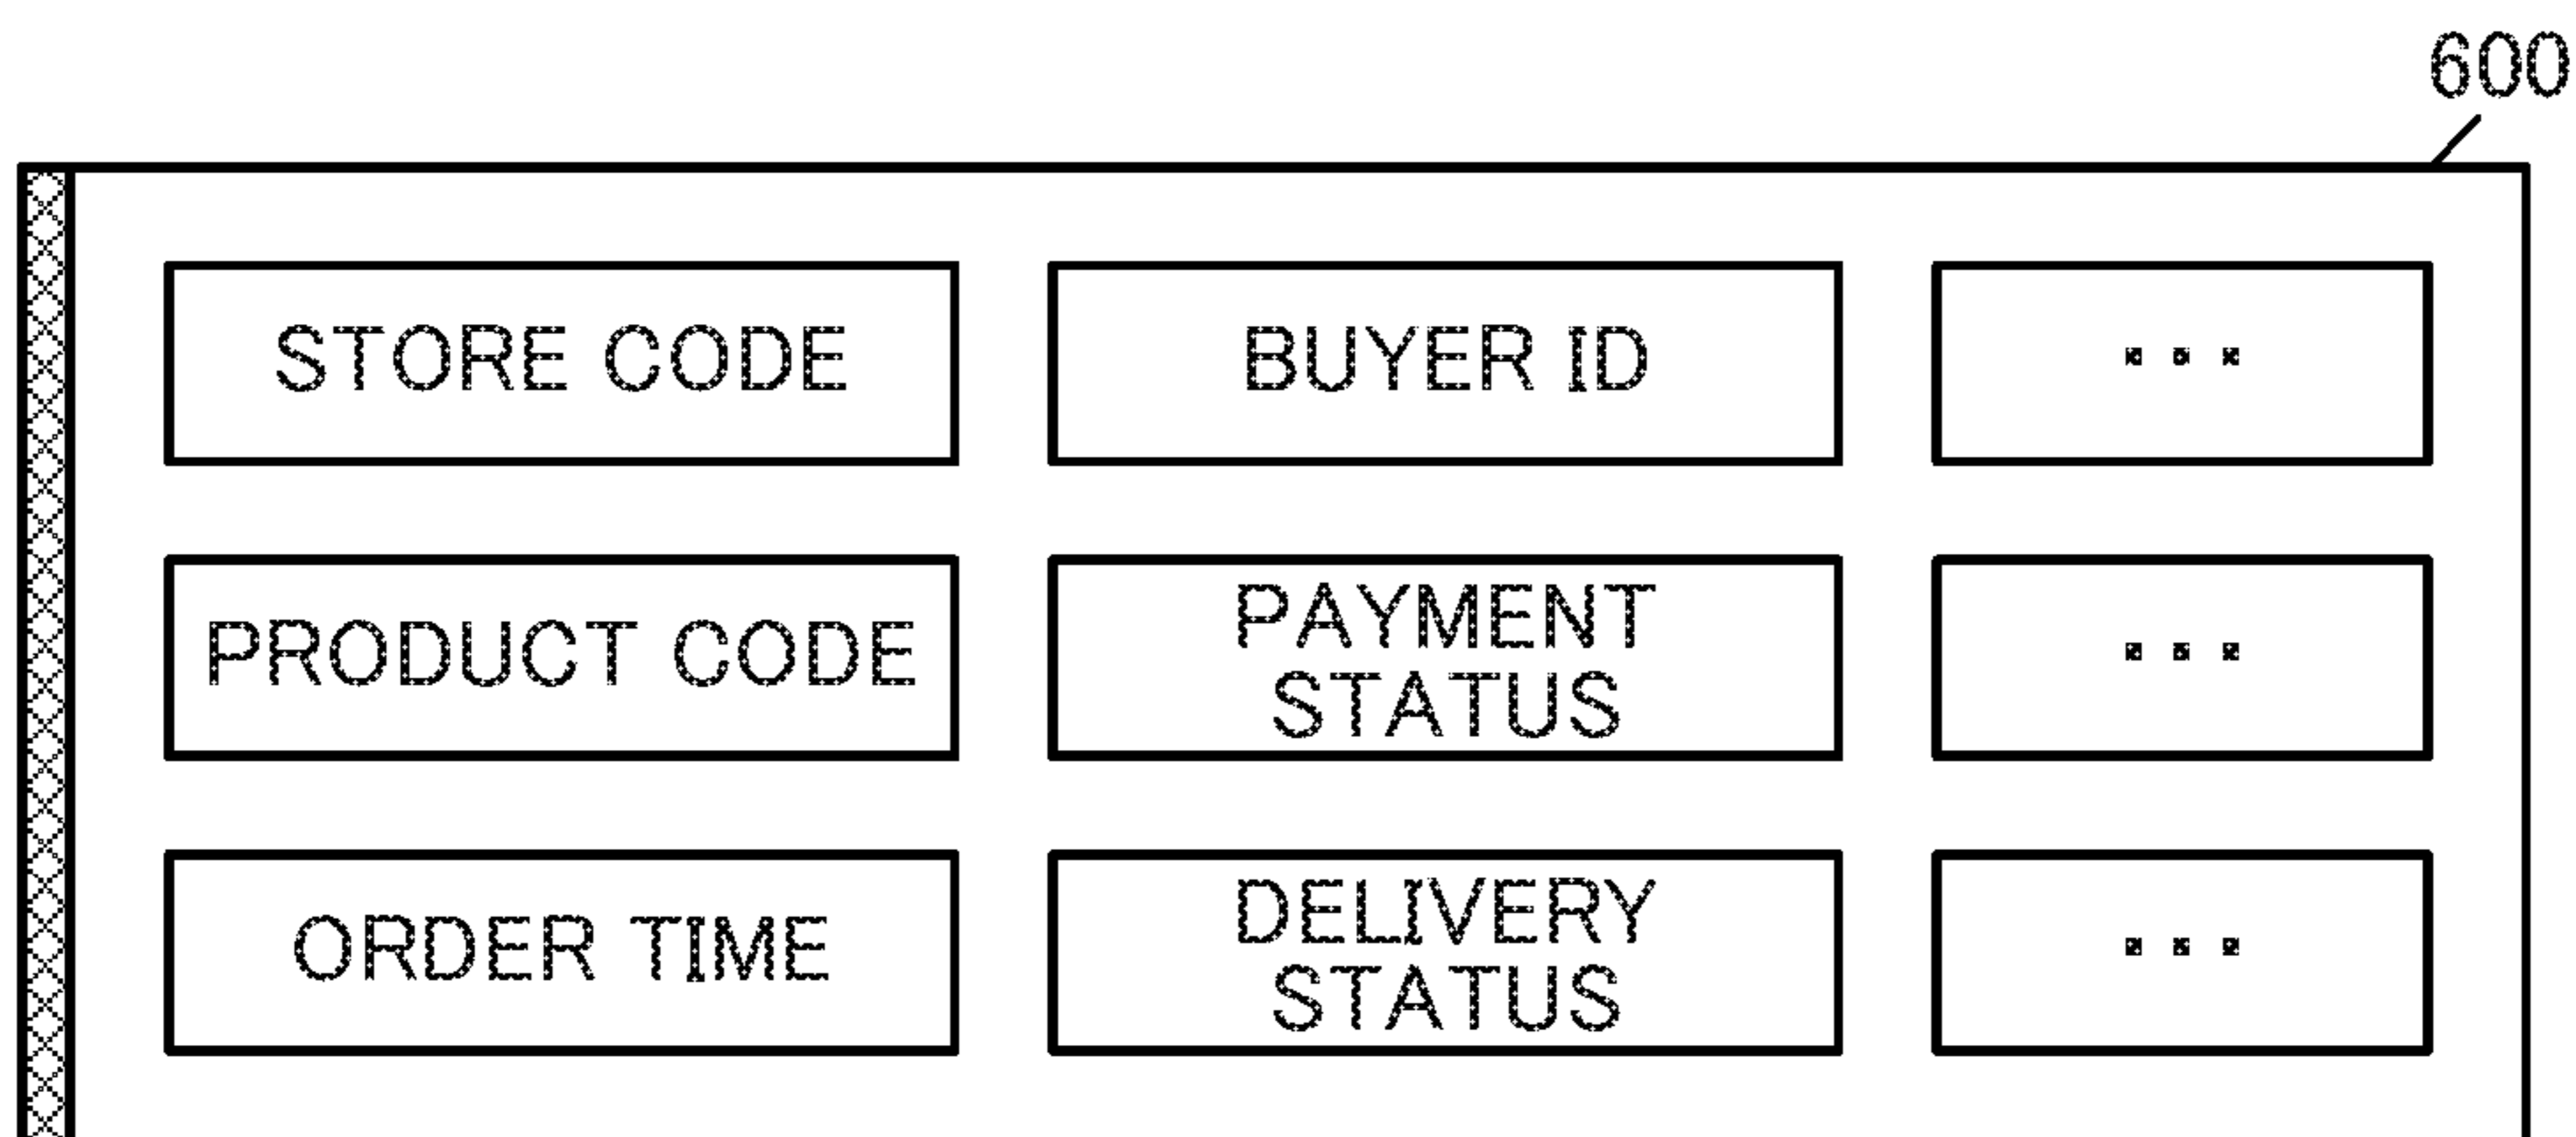 600
STORE CODE
BUYER ID
...
PRODUCT CODE
PAYMENT
STATUS
...
ORDER TIME
DELIVERY
STATUS
...